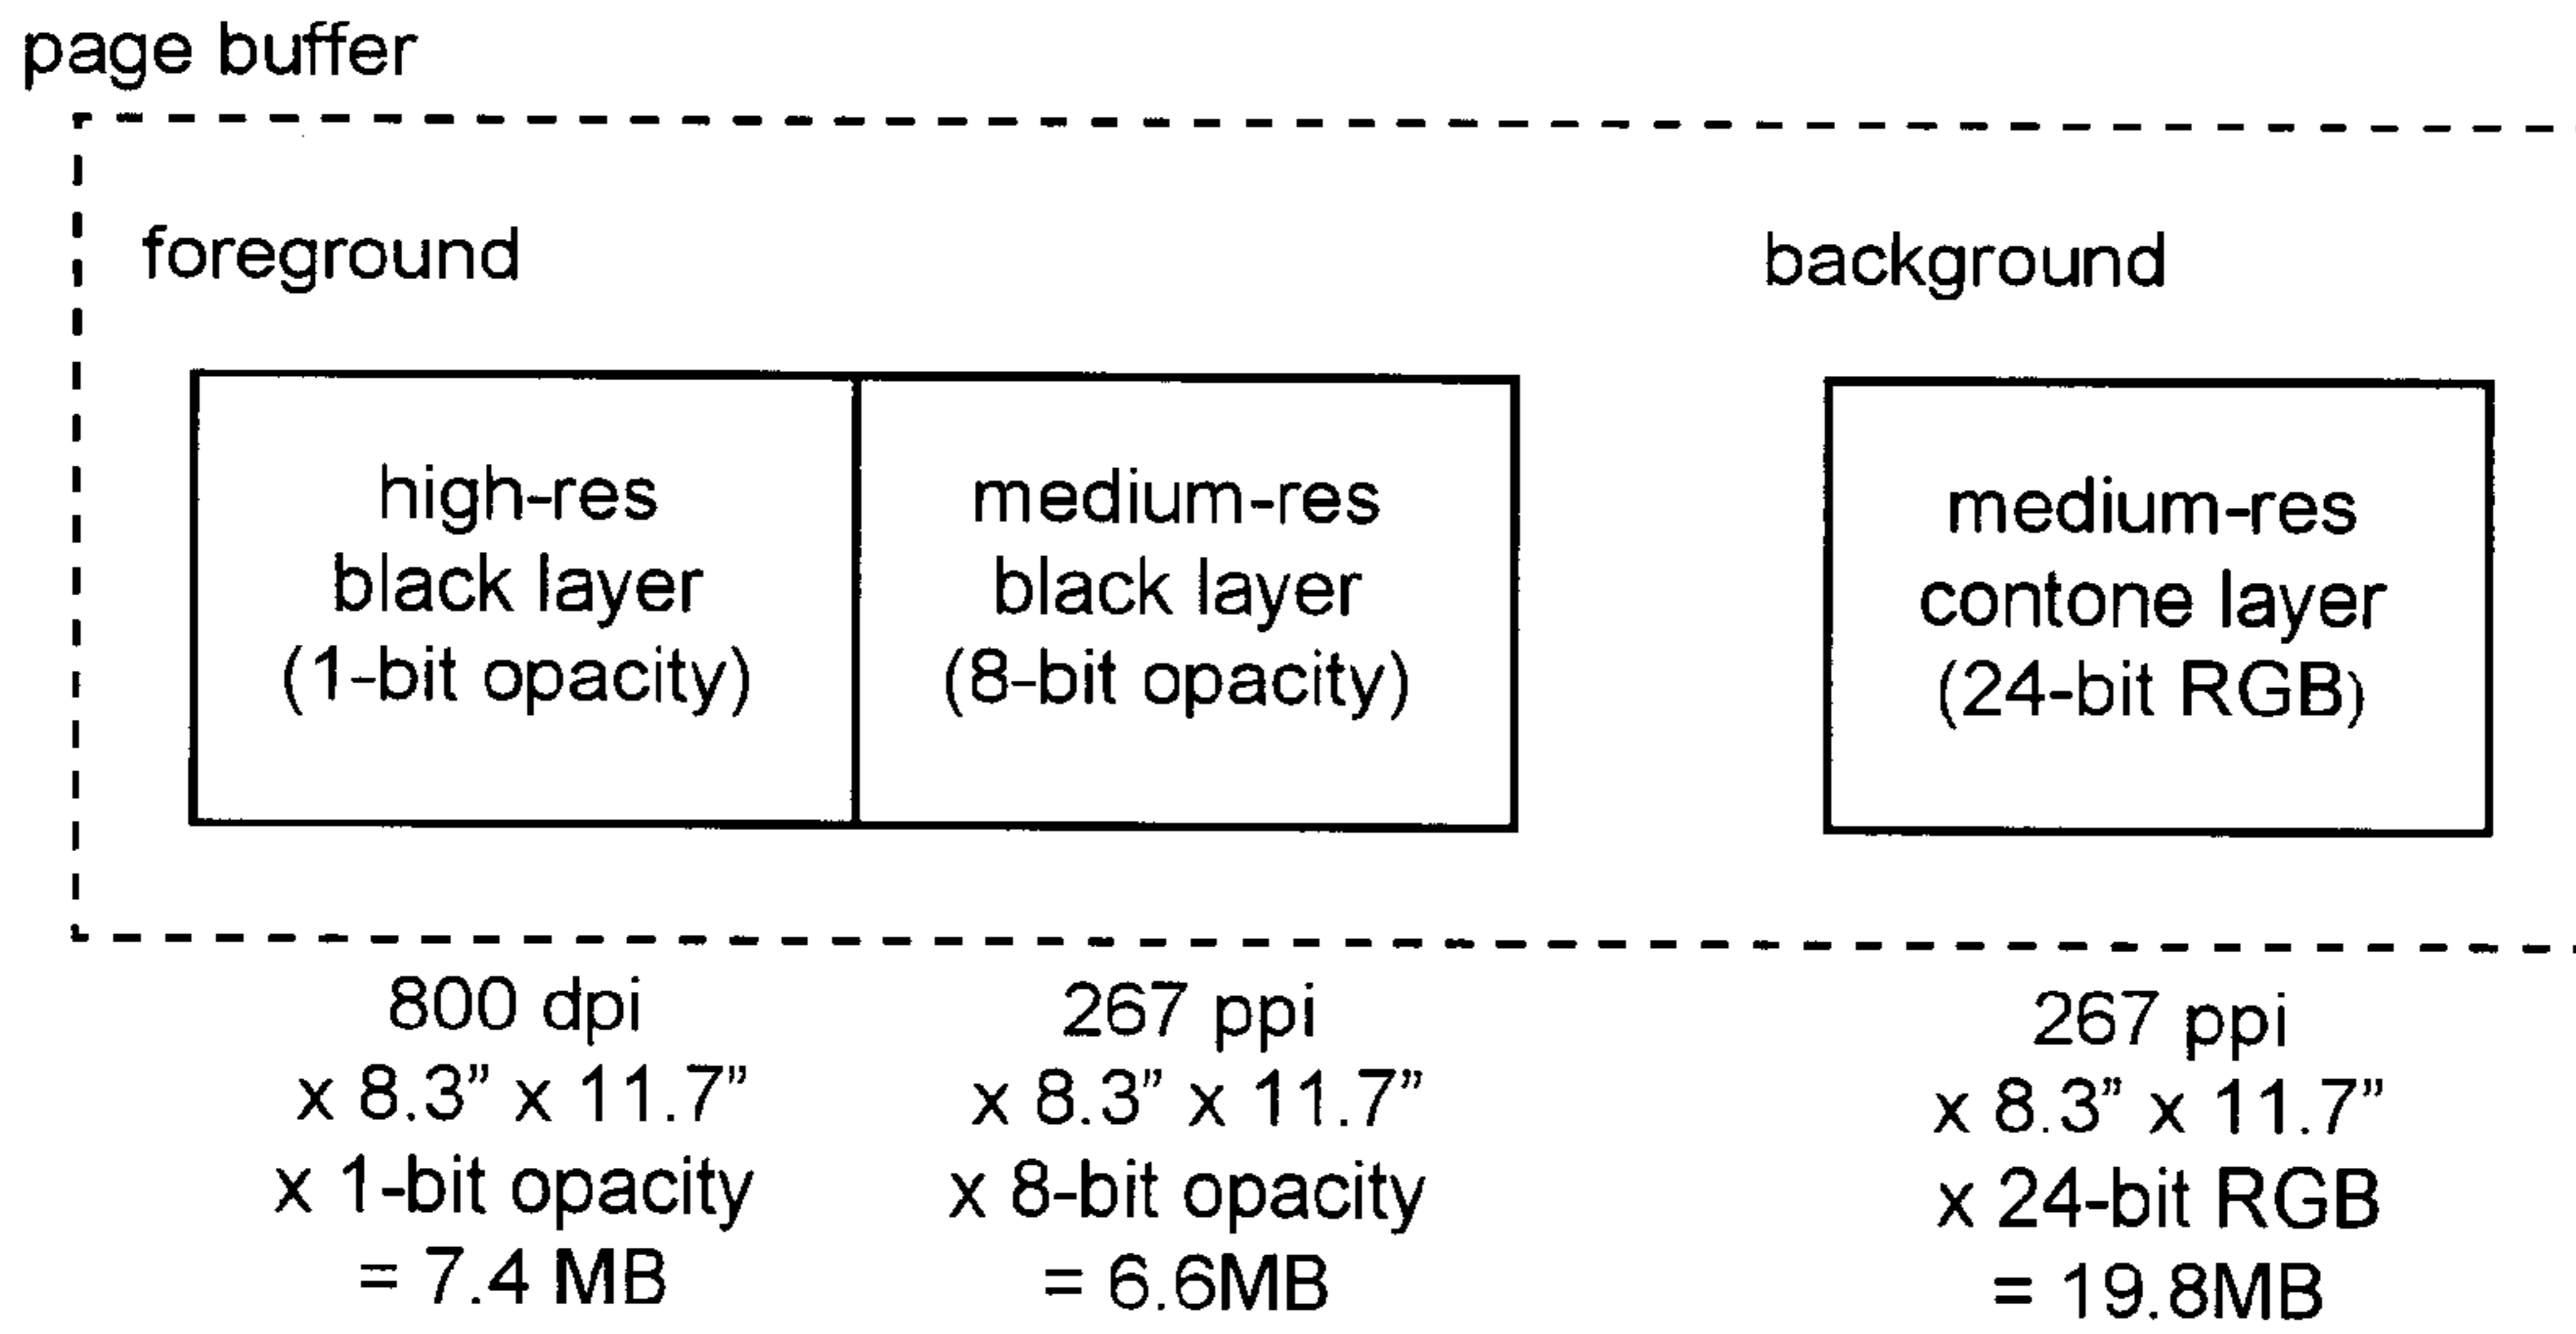 page buffer
foreground
background
high-res
black layer
(1-bit opacity)
medium-res
black layer
(8-bit opacity)
medium-res
contone layer
(24-bit RGB)
800 dpi
x 8.3” x 11.7”
x 1-bit opacity
= 7.4 MB
267 ppi
x 8.3” x 11.7”
x 8-bit opacity
= 6.6MB
267 ppi
x 8.3” x 11.7”
x 24-bit RGB
= 19.8MB